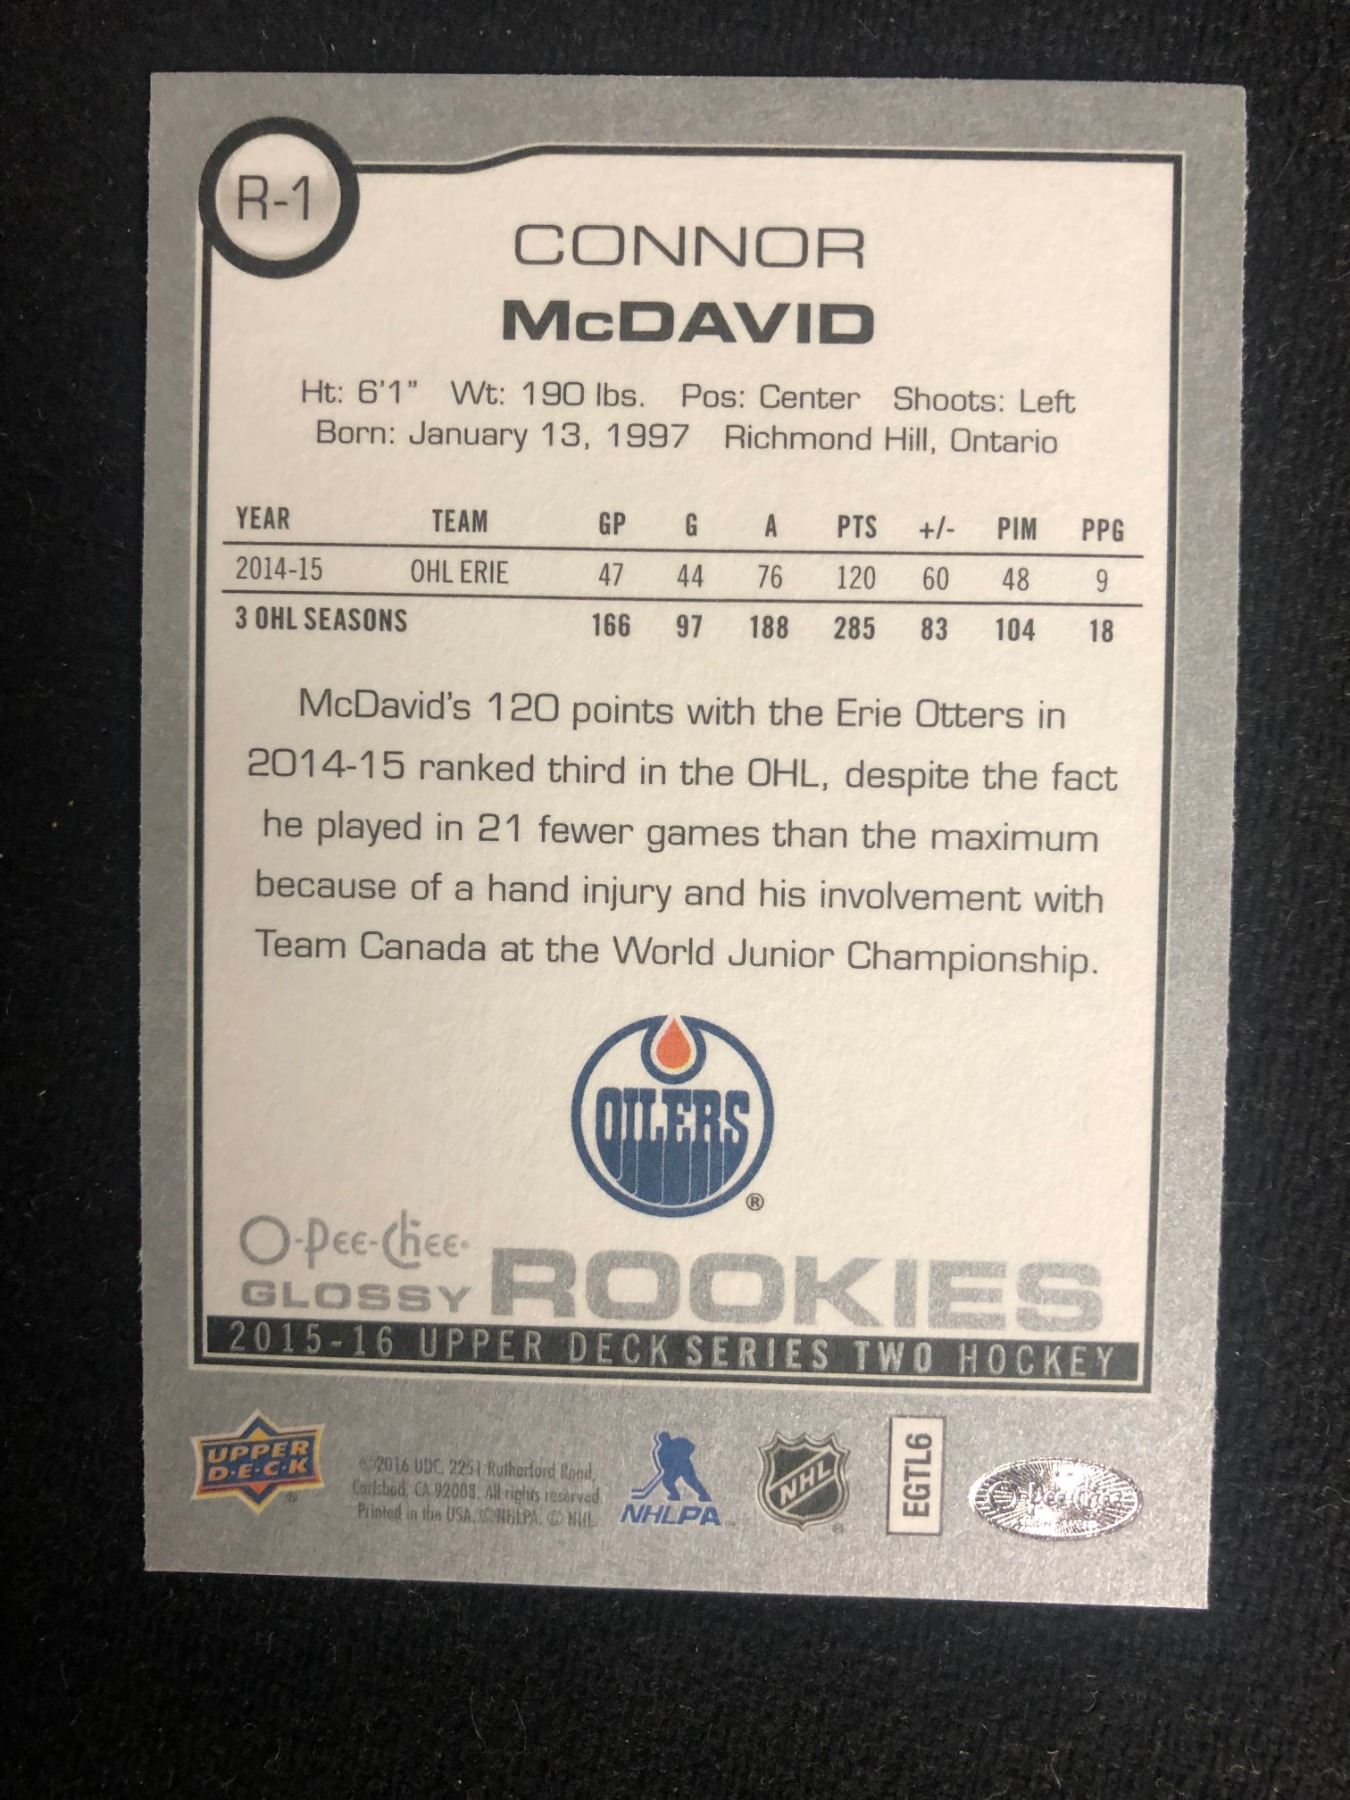 R-1
CONNOR
McDAVID
Ht: 6'1" Wt: 190 lbs. Pos: Center Shoots: Left
Born: January 13, 1997 Richmond Hill, Ontario
YEAR TEAM GP G A PTS +/- PIM PPG
2014-15 OHL ERIE 47 44 76 120 60 48 9
3 OHL SEASONS 166 97 188 285 83 104 18
McDavid's 120 points with the Erie Otters in
2014-15 ranked third in the OHL, despite the fact
he played in 21 fewer games than the maximum
because of a hand injury and his involvement with
Team Canada at the World Junior Championship.
OILERS
®
O-Pee-Chee®
GLOSSY ROOKIES
2015-16 UPPER DECK SERIES TWO HOCKEY
UPPER
D·E·C·K
®
©2016 UDC, 2251 Rutherford Road,
Carlsbad, CA 92008. All rights reserved.
Printed in the USA. ©NHLPA. © NHL.
NHLPA™
NHL
®
EGTL6
O-Pee-Chee